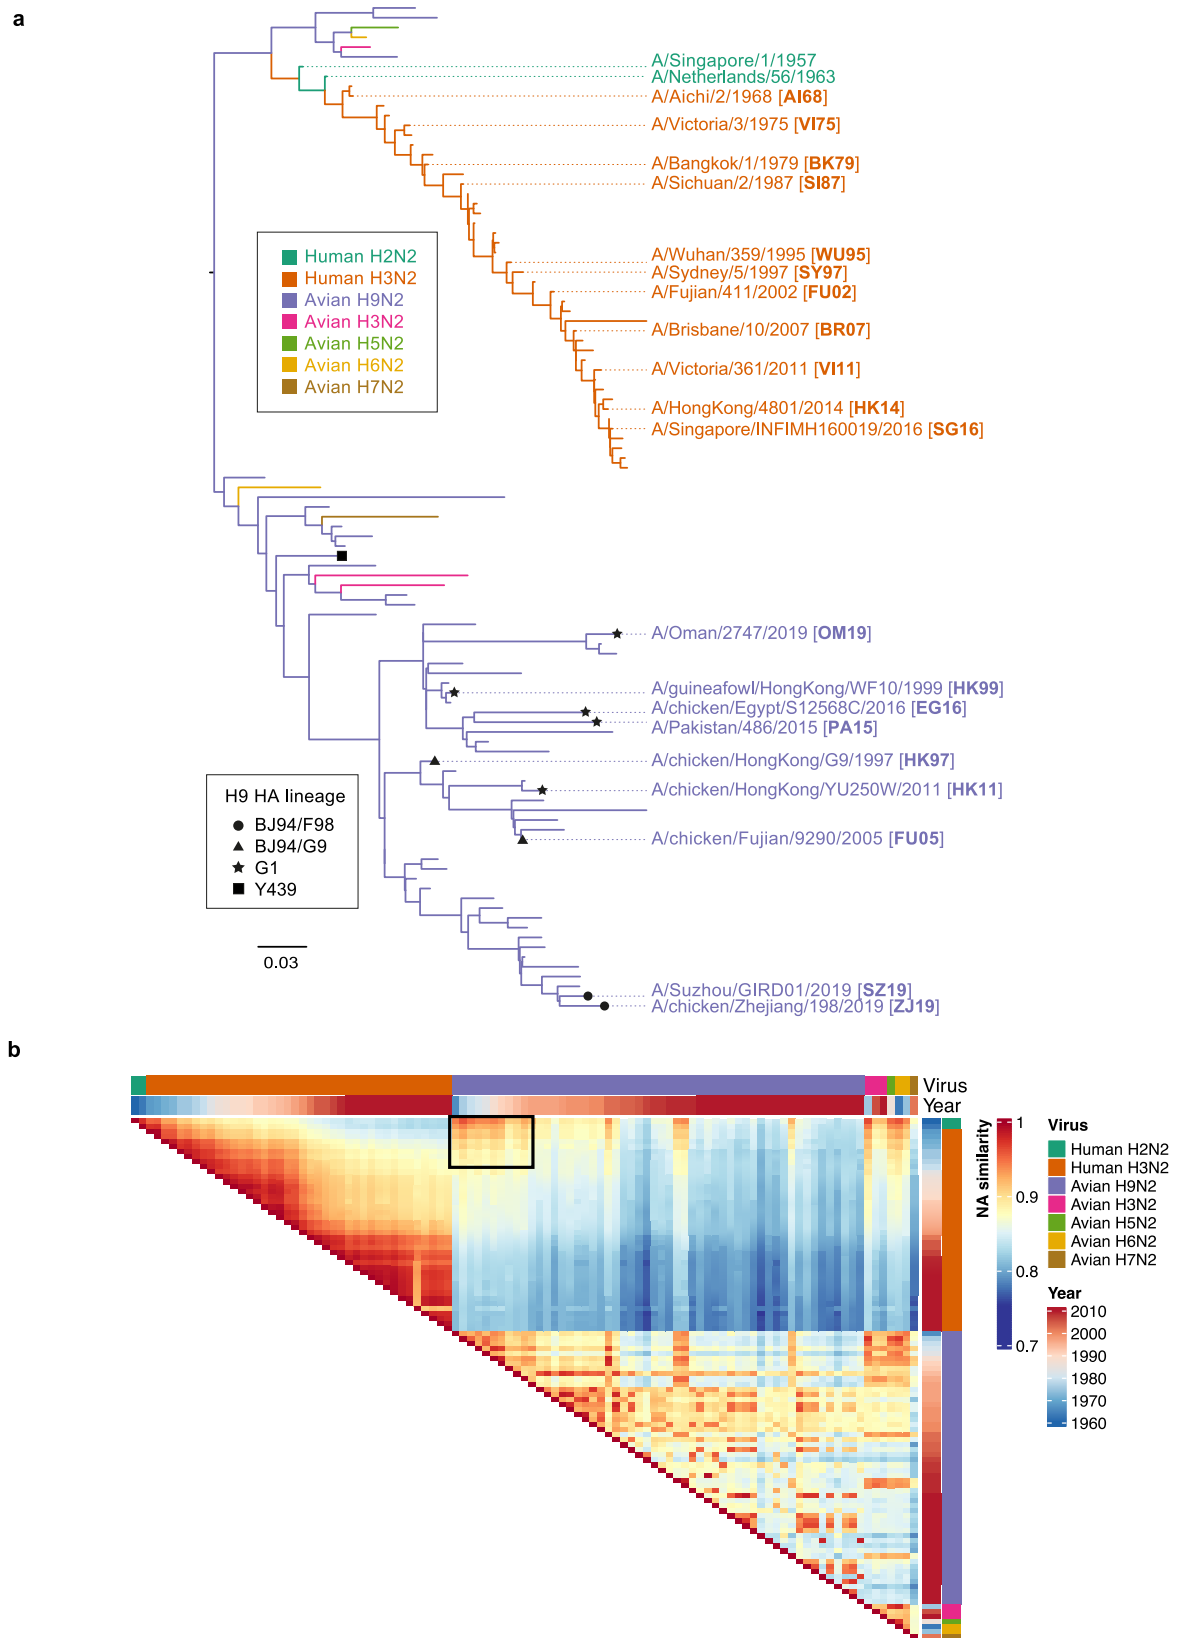 a
A/Singapore/1/1957
A/Netherlands/56/1963
A/Aichi/2/1968 [AI68]
A/Victoria/3/1975 [VI75]
A/Bangkok/1/1979 [BK79]
A/Sichuan/2/1987 [SI87]
A/Wuhan/359/1995 [WU95]
A/Sydney/5/1997 [SY97]
A/Fujian/411/2002 [FU02]
A/Brisbane/10/2007 [BR07]
A/Victoria/361/2011 [VI11]
A/HongKong/4801/2014 [HK14]
A/Singapore/INFIMH160019/2016 [SG16]
Human H2N2
Human H3N2
Avian H9N2
Avian H3N2
Avian H5N2
Avian H6N2
Avian H7N2
A/Oman/2747/2019 [OM19]
A/guineafowl/HongKong/WF10/1999 [HK99]
A/chicken/Egypt/S12568C/2016 [EG16]
A/Pakistan/486/2015 [PA15]
A/chicken/HongKong/G9/1997 [HK97]
A/chicken/HongKong/YU250W/2011 [HK11]
A/chicken/Fujian/9290/2005 [FU05]
A/Suzhou/GIRD01/2019 [SZ19]
A/chicken/Zhejiang/198/2019 [ZJ19]
H9 HA lineage
BJ94/F98
BJ94/G9
G1
Y439
0.03
b
Virus
Year
NA similarity
1
0.9
0.8
0.7
Virus
Human H2N2
Human H3N2
Avian H9N2
Avian H3N2
Avian H5N2
Avian H6N2
Avian H7N2
Year
2010
2000
1990
1980
1970
1960